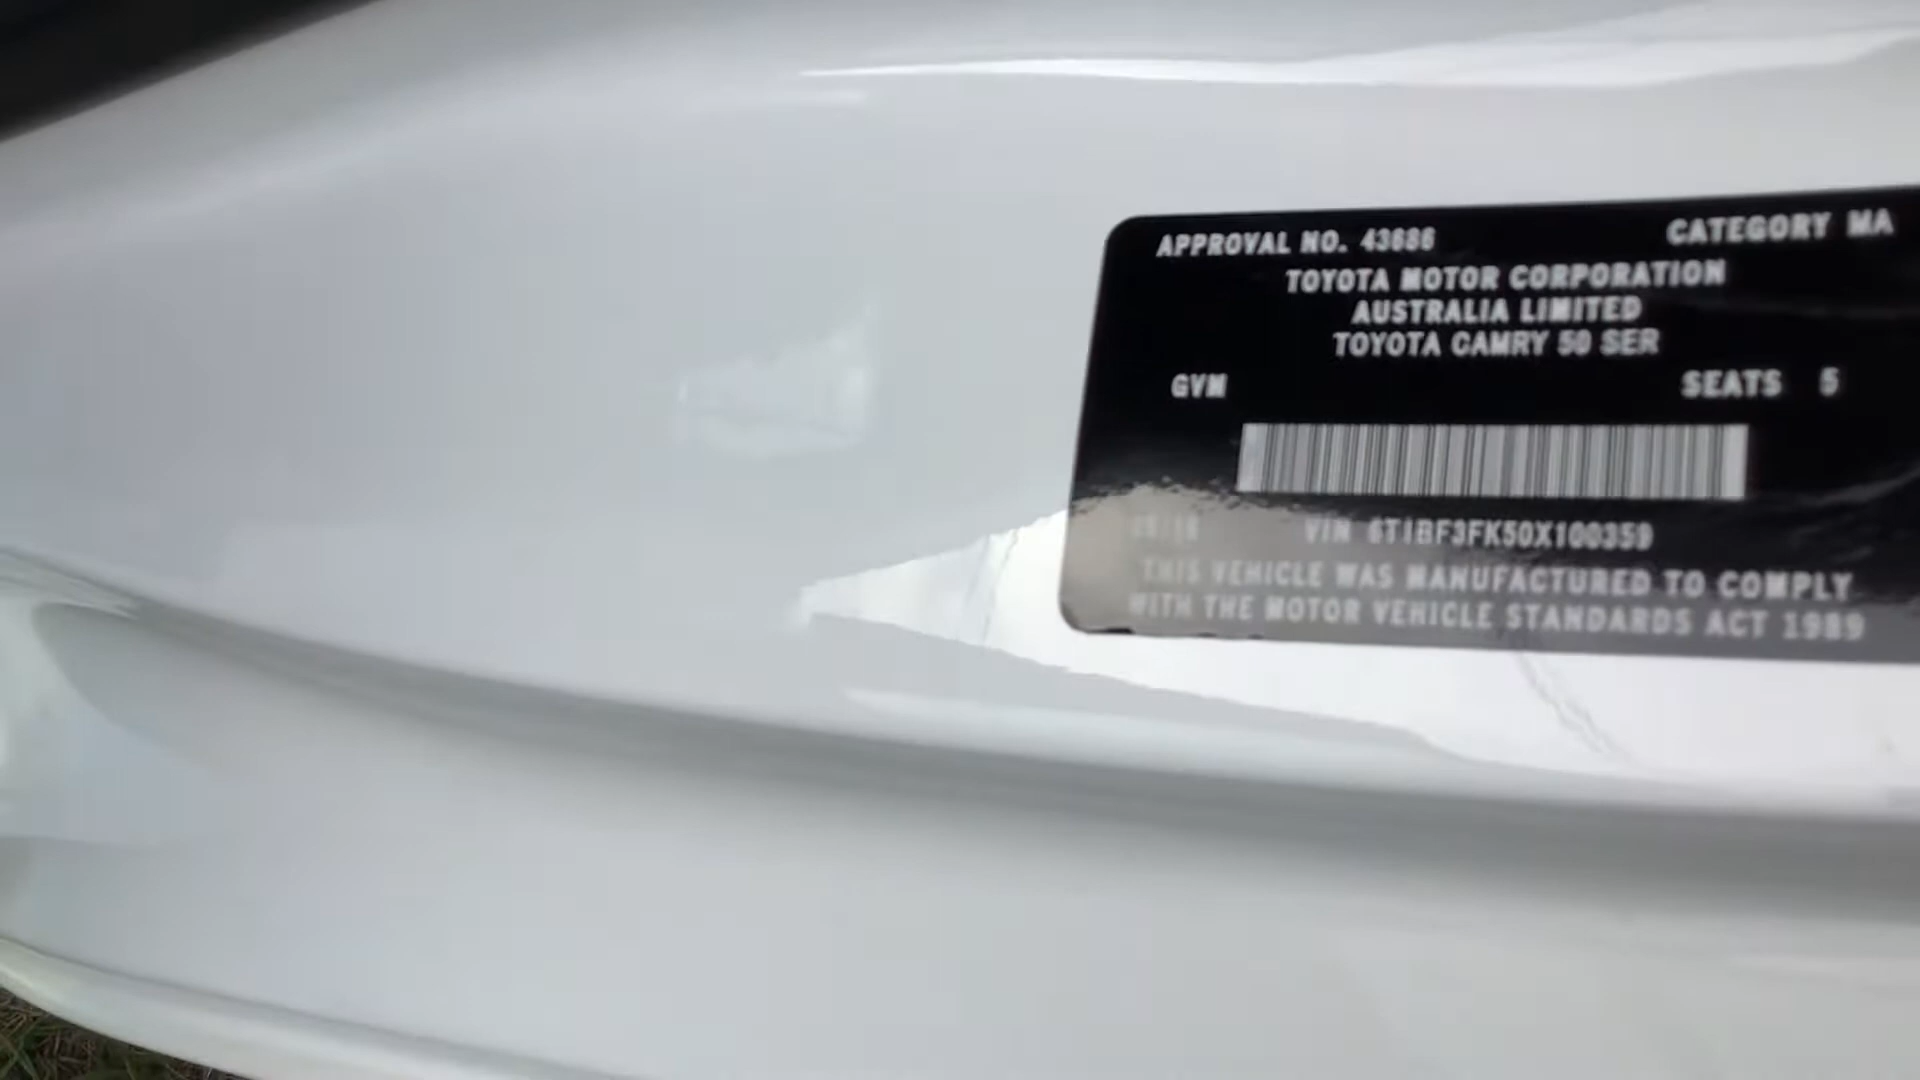 APPROVAL NO. 43686 CATEGORY MA
TOYOTA MOTOR CORPORATION
AUSTRALIA LIMITED
TOYOTA CAMRY 50 SER
GVM SEATS 5
VIN 6T1BF3FK50X100359
THIS VEHICLE WAS MANUFACTURED TO COMPLY
WITH THE MOTOR VEHICLE STANDARDS ACT 1989